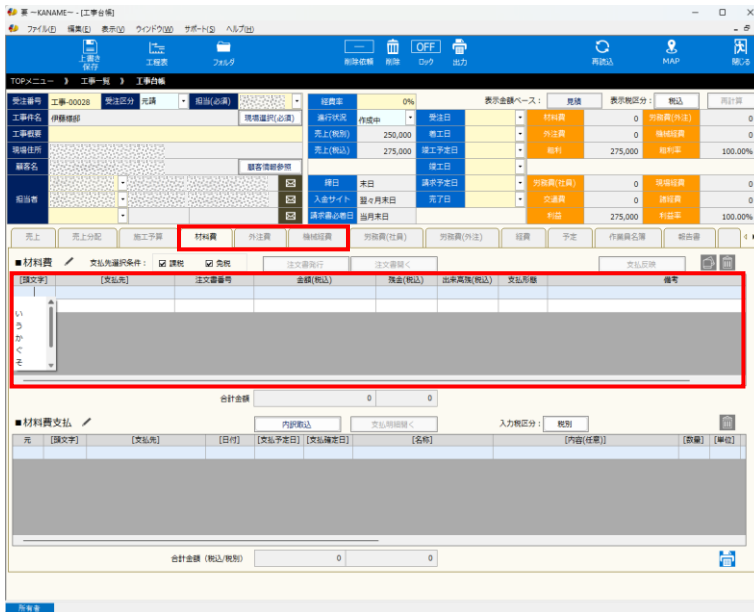 要 ～KANAME～ - [工事台帳]
ファイル(F) 編集(E) 表示(V) ウィンドウ(W) サポート(S) ヘルプ(H)
上書き保存 工程表 フォルダ 削除依頼 削除 OFF ロック 出力 再読込 MAP 閉じる
TOPメニュー 》 工事一覧 》 工事台帳
受注番号 工事-00028 受注区分 元請 担当(必須) 経費率 0% 表示金額ベース： 見積 表示税区分： 税込 再計算
工事件名 伊藤様邸 現場選択(必須) 進行状況 作成中 受注日 材料費 0 労務費(外注) 0
工事概要 売上(税別) 250,000 着工日 外注費 0 機械経費 0
現場住所 売上(税込) 275,000 竣工予定日 粗利 275,000 粗利率 100.00%
顧客名 顧客情報参照 竣工日
担当者 締日 末日 請求予定日 労務費(社員) 0 現場経費 0
入金サイト 翌々月末日 完了日 交通費 0 諸経費 0
請求書必着日 当月末日 利益 275,000 利益率 100.00%
売上 売上分配 施工予算 材料費 外注費 機械経費 労務費(社員) 労務費(外注) 経費 予定 作業員名簿 報告書
■材料費 支払先選択条件： 課税 免税 注文書発行 注文書開く 支払反映
[頭文字] [支払先] 注文書番号 金額(税込) 残金(税込) 出来高残(税込) 支払形態 備考
い
う
か
ぐ
そ
合計金額 0 0
■材料費支払 内訳取込 支払明細開く 入力税区分： 税別
元 [頭文字] [支払先] [日付] [支払予定日] [支払確定日] [名称] [内容(任意)] [数量] [単位]
合計金額（税込/税別） 0 0
所有者